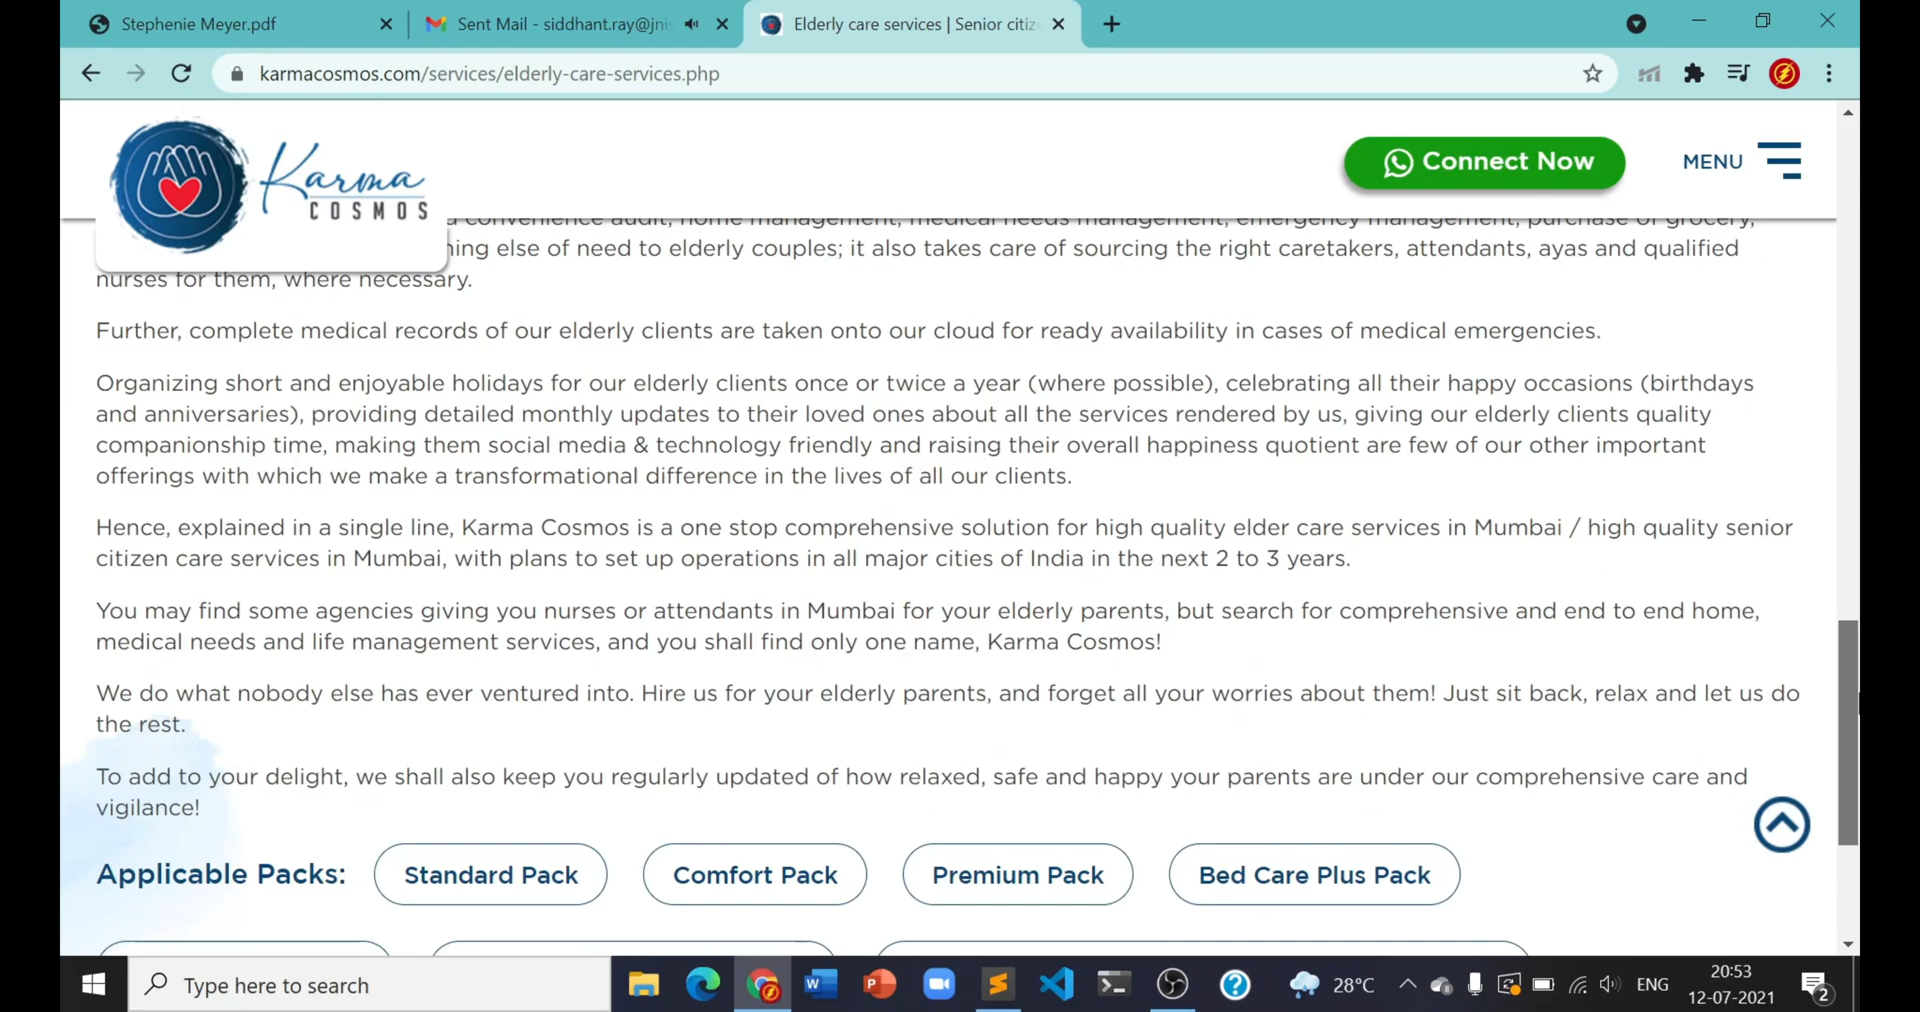 Stephenie Meyer.pdf
Sent Mail - siddhant.ray@jni
Elderly care services | Senior citiz
karmacosmos.com/services/elderly-care-services.php
Karma
COSMOS
Connect Now
MENU
convenience audit, home management, medical needs management, emergency management, purchase of grocery,
else of need to elderly couples; it also takes care of sourcing the right caretakers, attendants, ayas and qualified
nurses for them, where necessary.
Further, complete medical records of our elderly clients are taken onto our cloud for ready availability in cases of medical emergencies.
Organizing short and enjoyable holidays for our elderly clients once or twice a year (where possible), celebrating all their happy occasions (birthdays
and anniversaries), providing detailed monthly updates to their loved ones about all the services rendered by us, giving our elderly clients quality
companionship time, making them social media & technology friendly and raising their overall happiness quotient are few of our other important
offerings with which we make a transformational difference in the lives of all our clients.
Hence, explained in a single line, Karma Cosmos is a one stop comprehensive solution for high quality elder care services in Mumbai / high quality senior
citizen care services in Mumbai, with plans to set up operations in all major cities of India in the next 2 to 3 years.
You may find some agencies giving you nurses or attendants in Mumbai for your elderly parents, but search for comprehensive and end to end home,
medical needs and life management services, and you shall find only one name, Karma Cosmos!
We do what nobody else has ever ventured into. Hire us for your elderly parents, and forget all your worries about them! Just sit back, relax and let us do
the rest.
To add to your delight, we shall also keep you regularly updated of how relaxed, safe and happy your parents are under our comprehensive care and
vigilance!
Applicable Packs:
Standard Pack
Comfort Pack
Premium Pack
Bed Care Plus Pack
Type here to search
28°C
ENG
20:53
12-07-2021
2